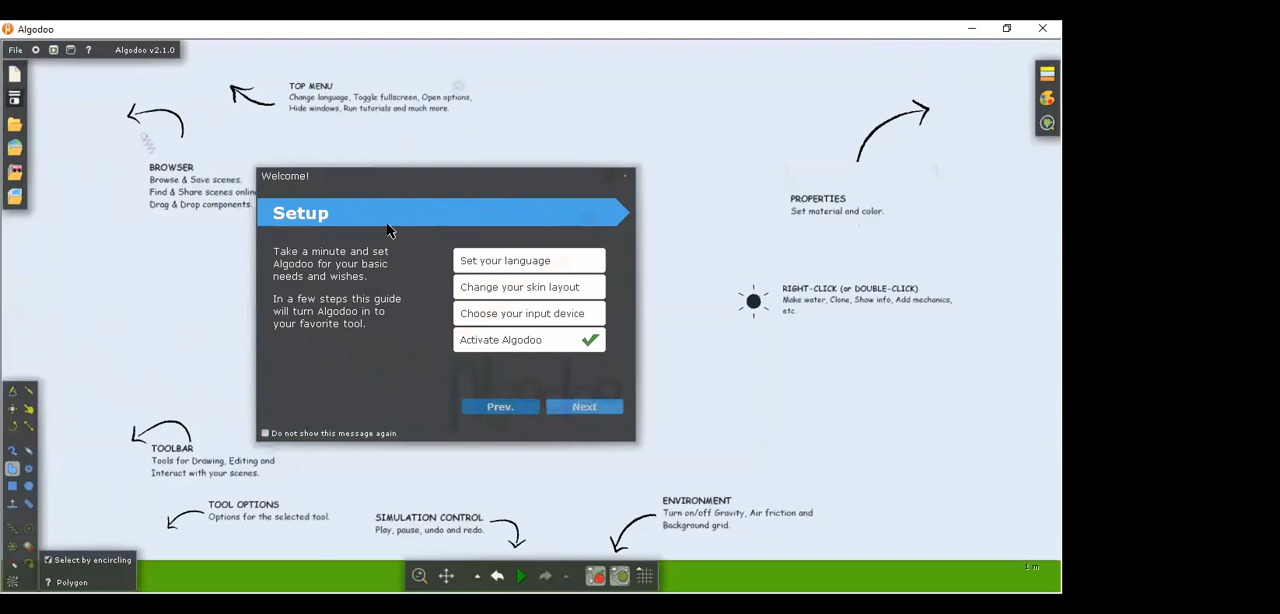 Algodoo
File ? Algodoo v2.1.0
TOP MENU
Change language, Toggle fullscreen, Open options,
Hide windows, Run tutorials and much more.
BROWSER
Browse & Save scenes.
Find & Share scenes onlin
Drag & Drop components.
Welcome!
Setup
Take a minute and set
Algodoo for your basic
needs and wishes.
In a few steps this guide
will turn Algodoo in to
your favorite tool.
Set your language
Change your skin layout
Choose your input device
Activate Algodoo
Algodoo
Prev. Next
Do not show this message again
PROPERTIES
Set material and color.
RIGHT-CLICK (or DOUBLE-CLICK)
Make water, Clone, Show info, Add mechanics,
etc.
TOOLBAR
Tools for Drawing, Editing and
Interact with your scenes.
TOOL OPTIONS
Options for the selected tool.
SIMULATION CONTROL
Play, pause, undo and redo.
ENVIRONMENT
Turn on/off Gravity, Air friction and
Background grid.
Select by encircling
? Polygon
1 m